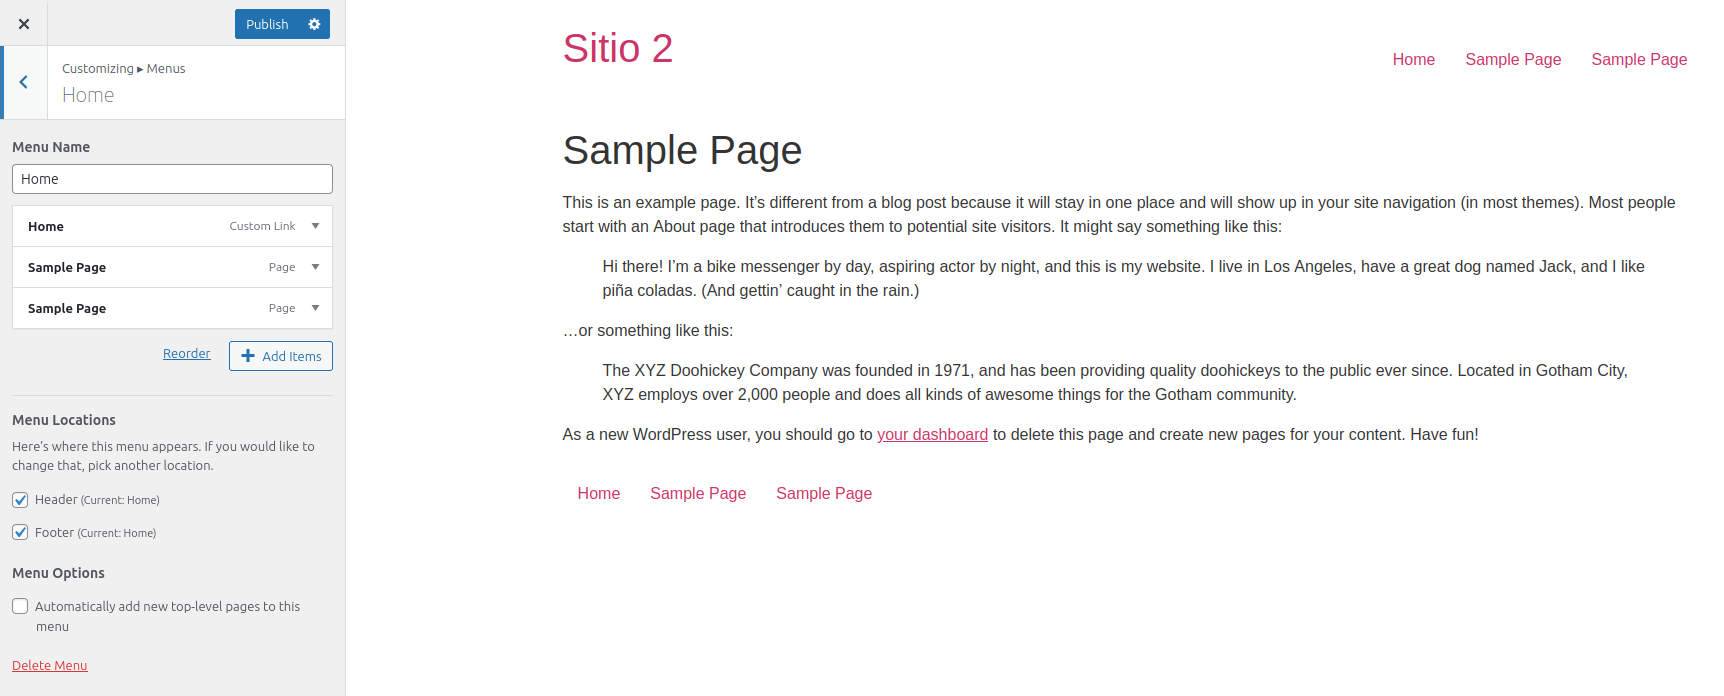 Publish
Customizing ▸ Menus
Home
Menu Name
Home
Home Custom Link
Sample Page Page
Sample Page Page
Reorder
Add Items
Menu Locations
Here's where this menu appears. If you would like to
change that, pick another location.
Header (Current: Home)
Footer (Current: Home)
Menu Options
Automatically add new top-level pages to this
menu
Delete Menu
Sitio 2
Home Sample Page Sample Page
Sample Page
This is an example page. It’s different from a blog post because it will stay in one place and will show up in your site navigation (in most themes). Most people
start with an About page that introduces them to potential site visitors. It might say something like this:
Hi there! I’m a bike messenger by day, aspiring actor by night, and this is my website. I live in Los Angeles, have a great dog named Jack, and I like
piña coladas. (And gettin’ caught in the rain.)
…or something like this:
The XYZ Doohickey Company was founded in 1971, and has been providing quality doohickeys to the public ever since. Located in Gotham City,
XYZ employs over 2,000 people and does all kinds of awesome things for the Gotham community.
As a new WordPress user, you should go to your dashboard to delete this page and create new pages for your content. Have fun!
Home Sample Page Sample Page